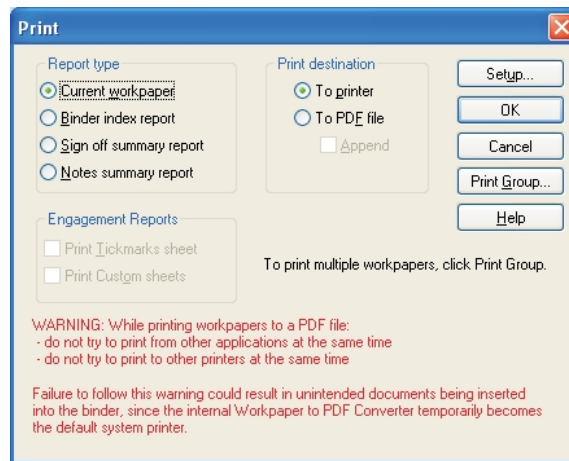 Print
Report type
Current workpaper
Binder index report
Sign off summary report
Notes summary report
Print destination
To printer
To PDF file
Append
Setup...
OK
Cancel
Print Group...
Help
Engagement Reports
Print Tickmarks sheet
Print Custom sheets
To print multiple workpapers, click Print Group.
WARNING: While printing workpapers to a PDF file:
- do not try to print from other applications at the same time
- do not try to print to other printers at the same time
Failure to follow this warning could result in unintended documents being inserted
into the binder, since the internal Workpaper to PDF Converter temporarily becomes
the default system printer.